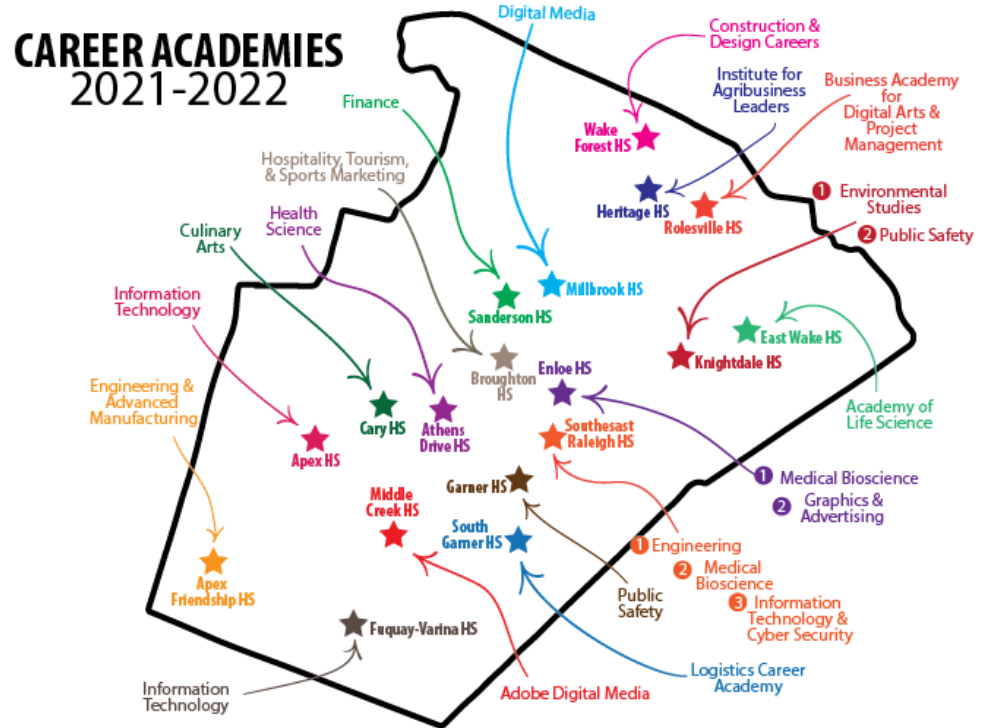 CAREER ACADEMIES
2021-2022
Digital Media
Construction &
Design Careers
Institute for
Agribusiness
Leaders
Business Academy
for
Digital Arts &
Project
Management
Finance
Wake
Forest HS
Hospitality, Tourism,
& Sports Marketing
Heritage HS
Rolesville HS
1 Environmental
Studies
2 Public Safety
Health
Science
Culinary
Arts
Information
Technology
Millbrook HS
Sanderson HS
East Wake HS
Knightdale HS
Broughton
HS
Enloe HS
Engineering &
Advanced
Manufacturing
Cary HS
Athens
Drive HS
Apex HS
Southesast
Raleigh HS
Academy of
Life Science
1 Medical Bioscience
2 Graphics &
Advertising
Garner HS
Middle
Creek HS
South
Garner HS
1 Engineering
2 Medical
Bioscience
3 Information
Technology &
Cyber Security
Apex
Friendship HS
Public
Safety
Fuquay-Varina HS
Information
Technology
Adobe Digital Media
Logistics Career
Academy